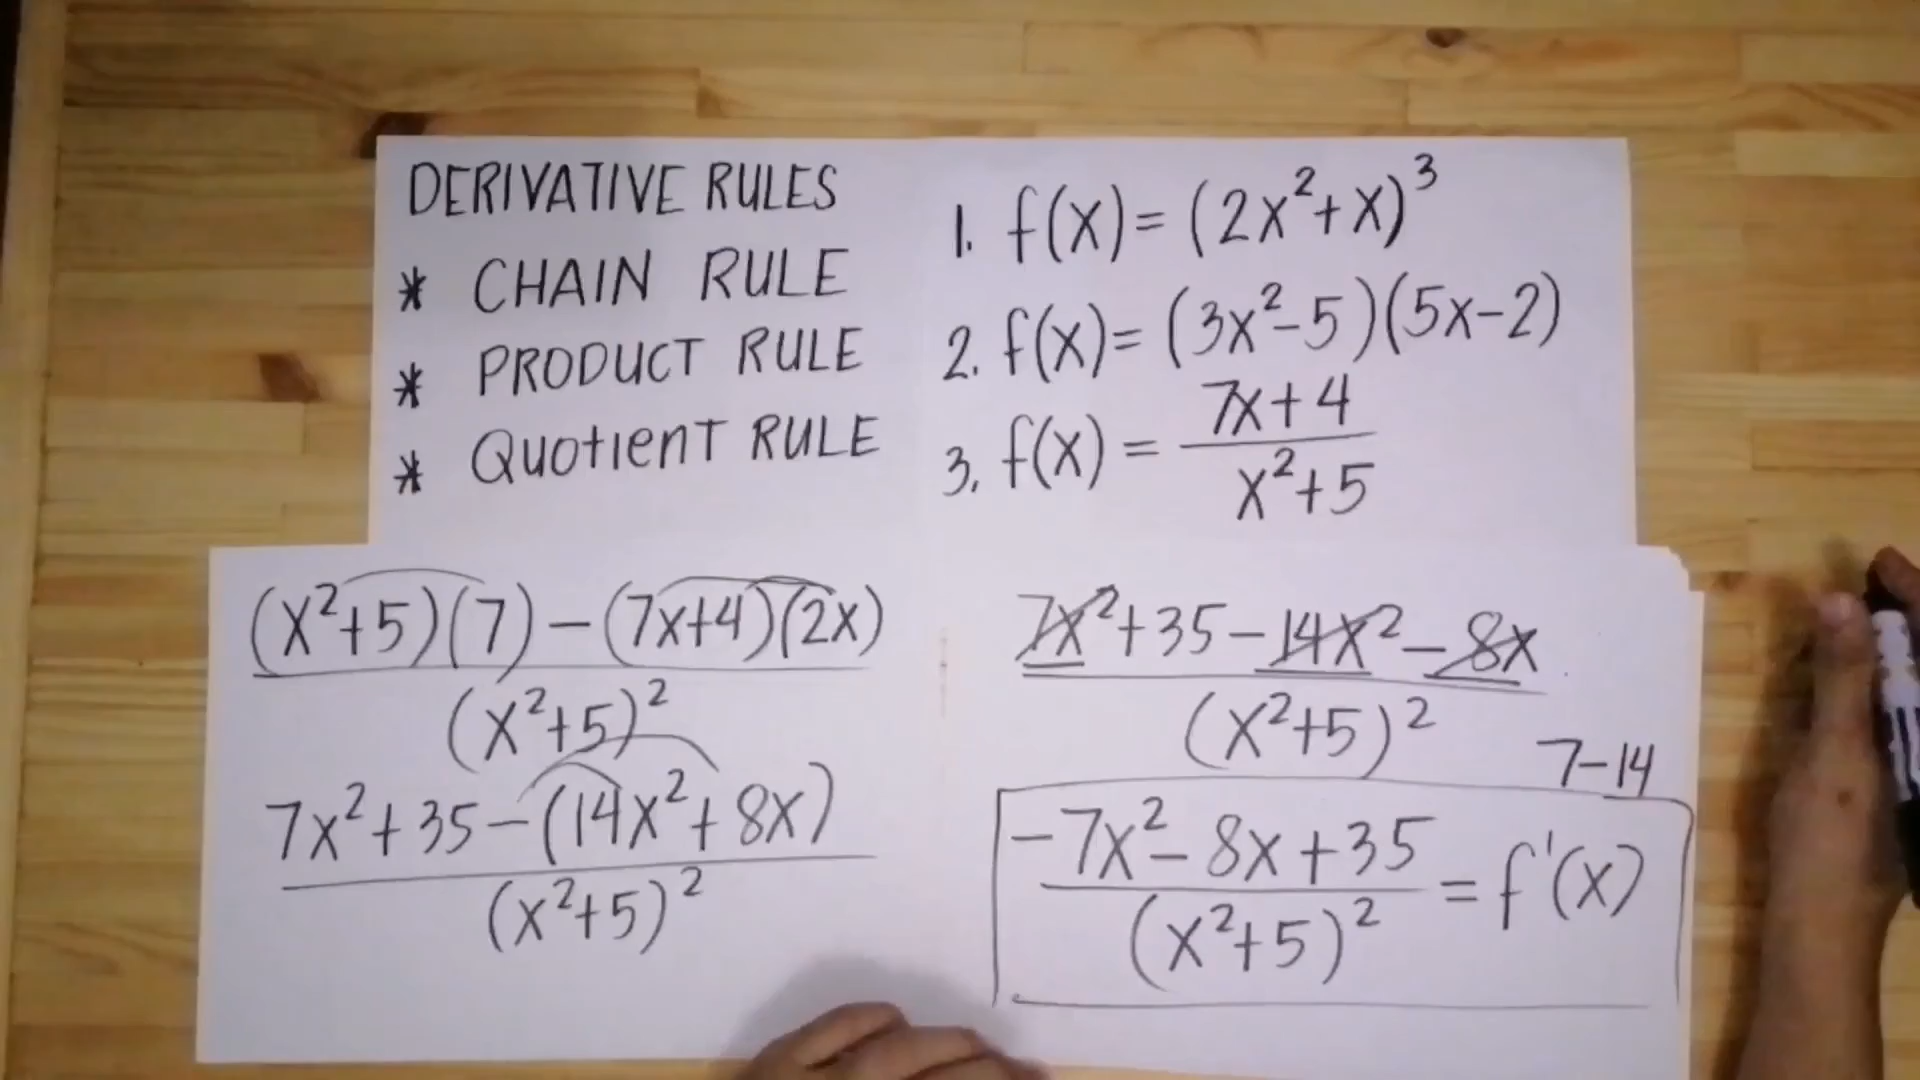 DERIVATIVE RULES
* CHAIN RULE
* PRODUCT RULE
* QuotienT RULE
1. f(x) = (2x²+x)³
2. f(x) = (3x²-5)(5x-2)
3. f(x) = 7x+4
x²+5
(x²+5)(7) - (7x+4)(2x)
(x²+5)²
7x²+35-(14x²+8x)
(x²+5)²
7x²+35-14x²-8x
(x²+5)²
7-14
-7x²-8x+35 = f'(x)
(x²+5)²